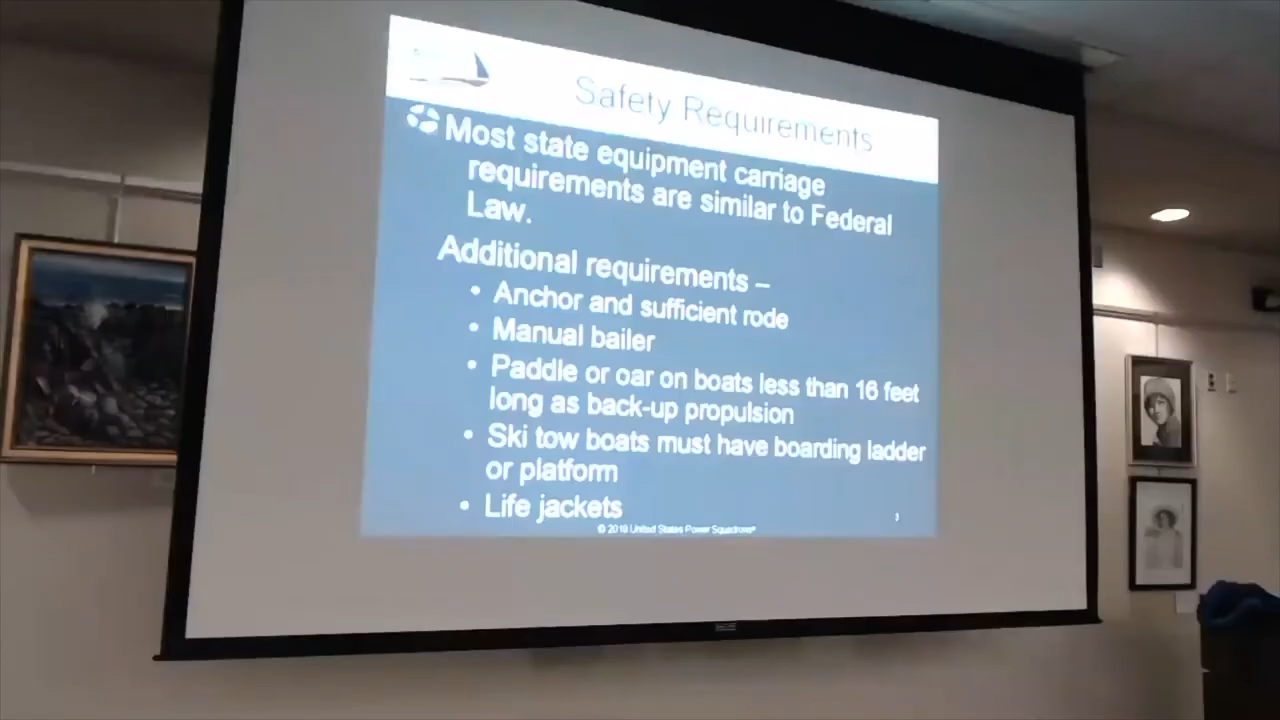 Safety Requirements
Most state equipment carriage
requirements are similar to Federal
Law.
Additional requirements –
• Anchor and sufficient rode
• Manual bailer
• Paddle or oar on boats less than 16 feet
long as back-up propulsion
• Ski tow boats must have boarding ladder
or platform
• Life jackets
3
© 2018 United States Power Squadrons®